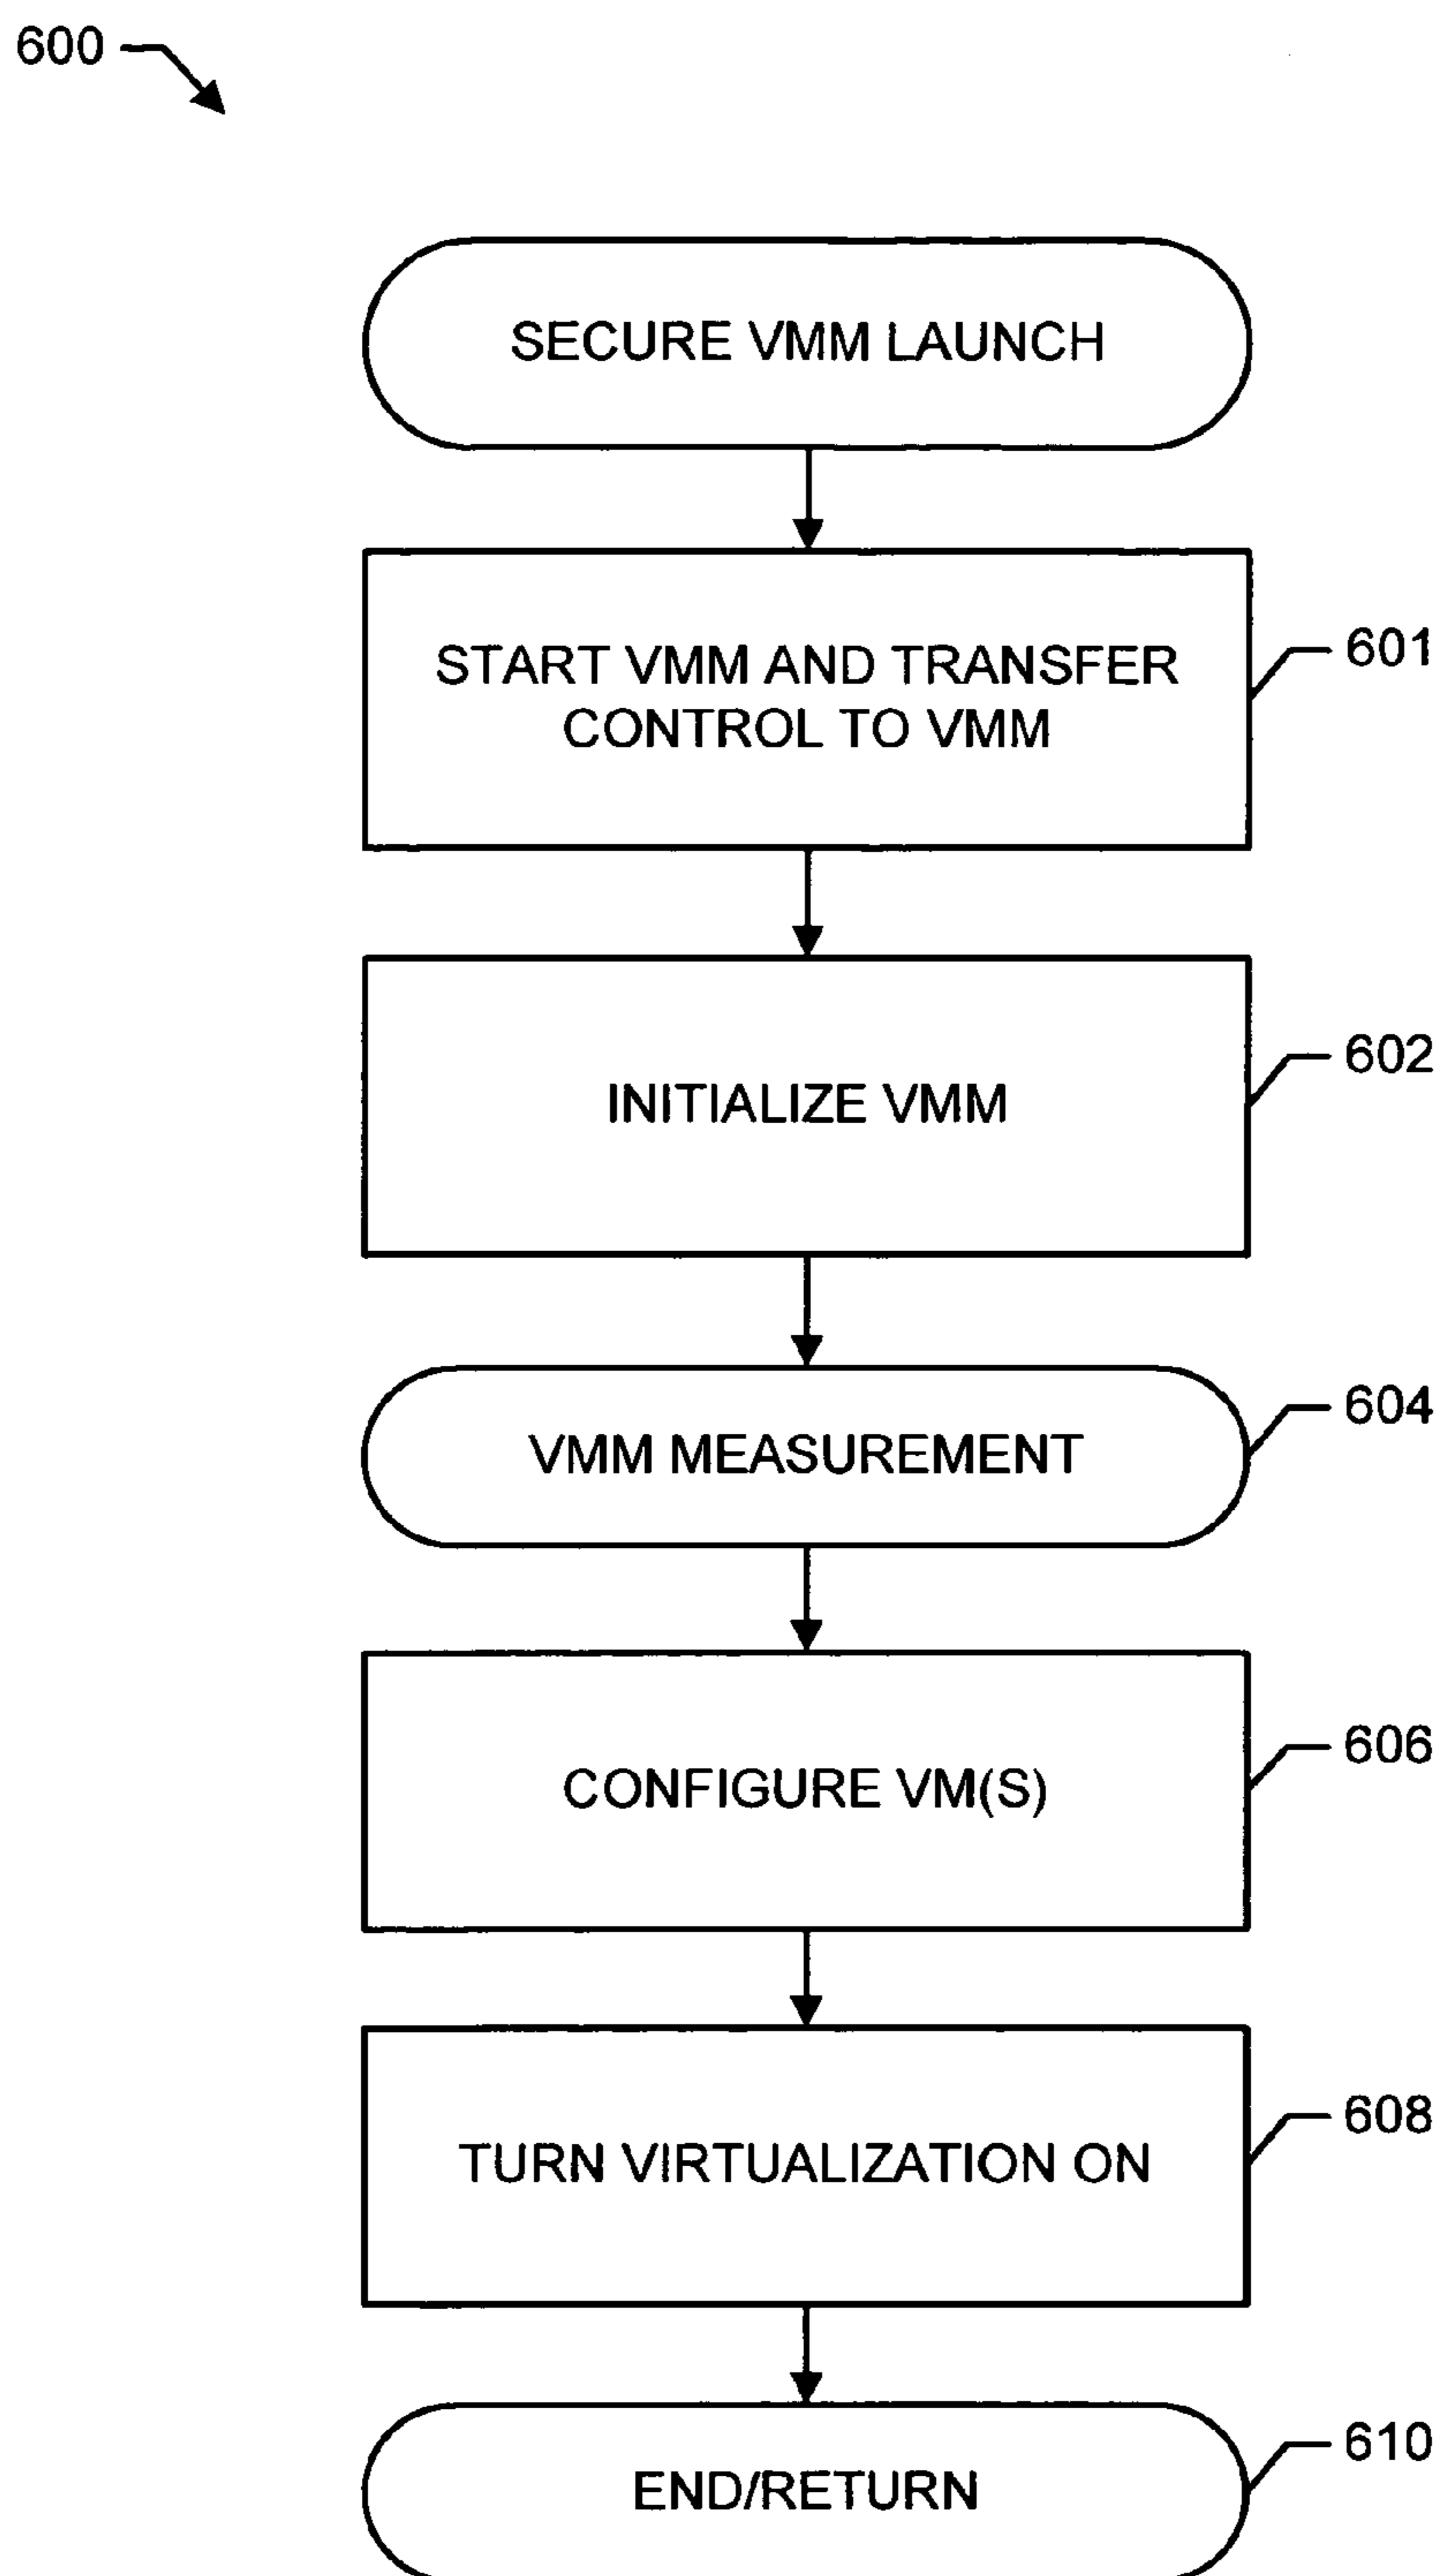 600
SECURE VMM LAUNCH
START VMM AND TRANSFER
CONTROL TO VMM
601
INITIALIZE VMM
602
VMM MEASUREMENT
604
CONFIGURE VM(S)
606
TURN VIRTUALIZATION ON
608
END/RETURN
610